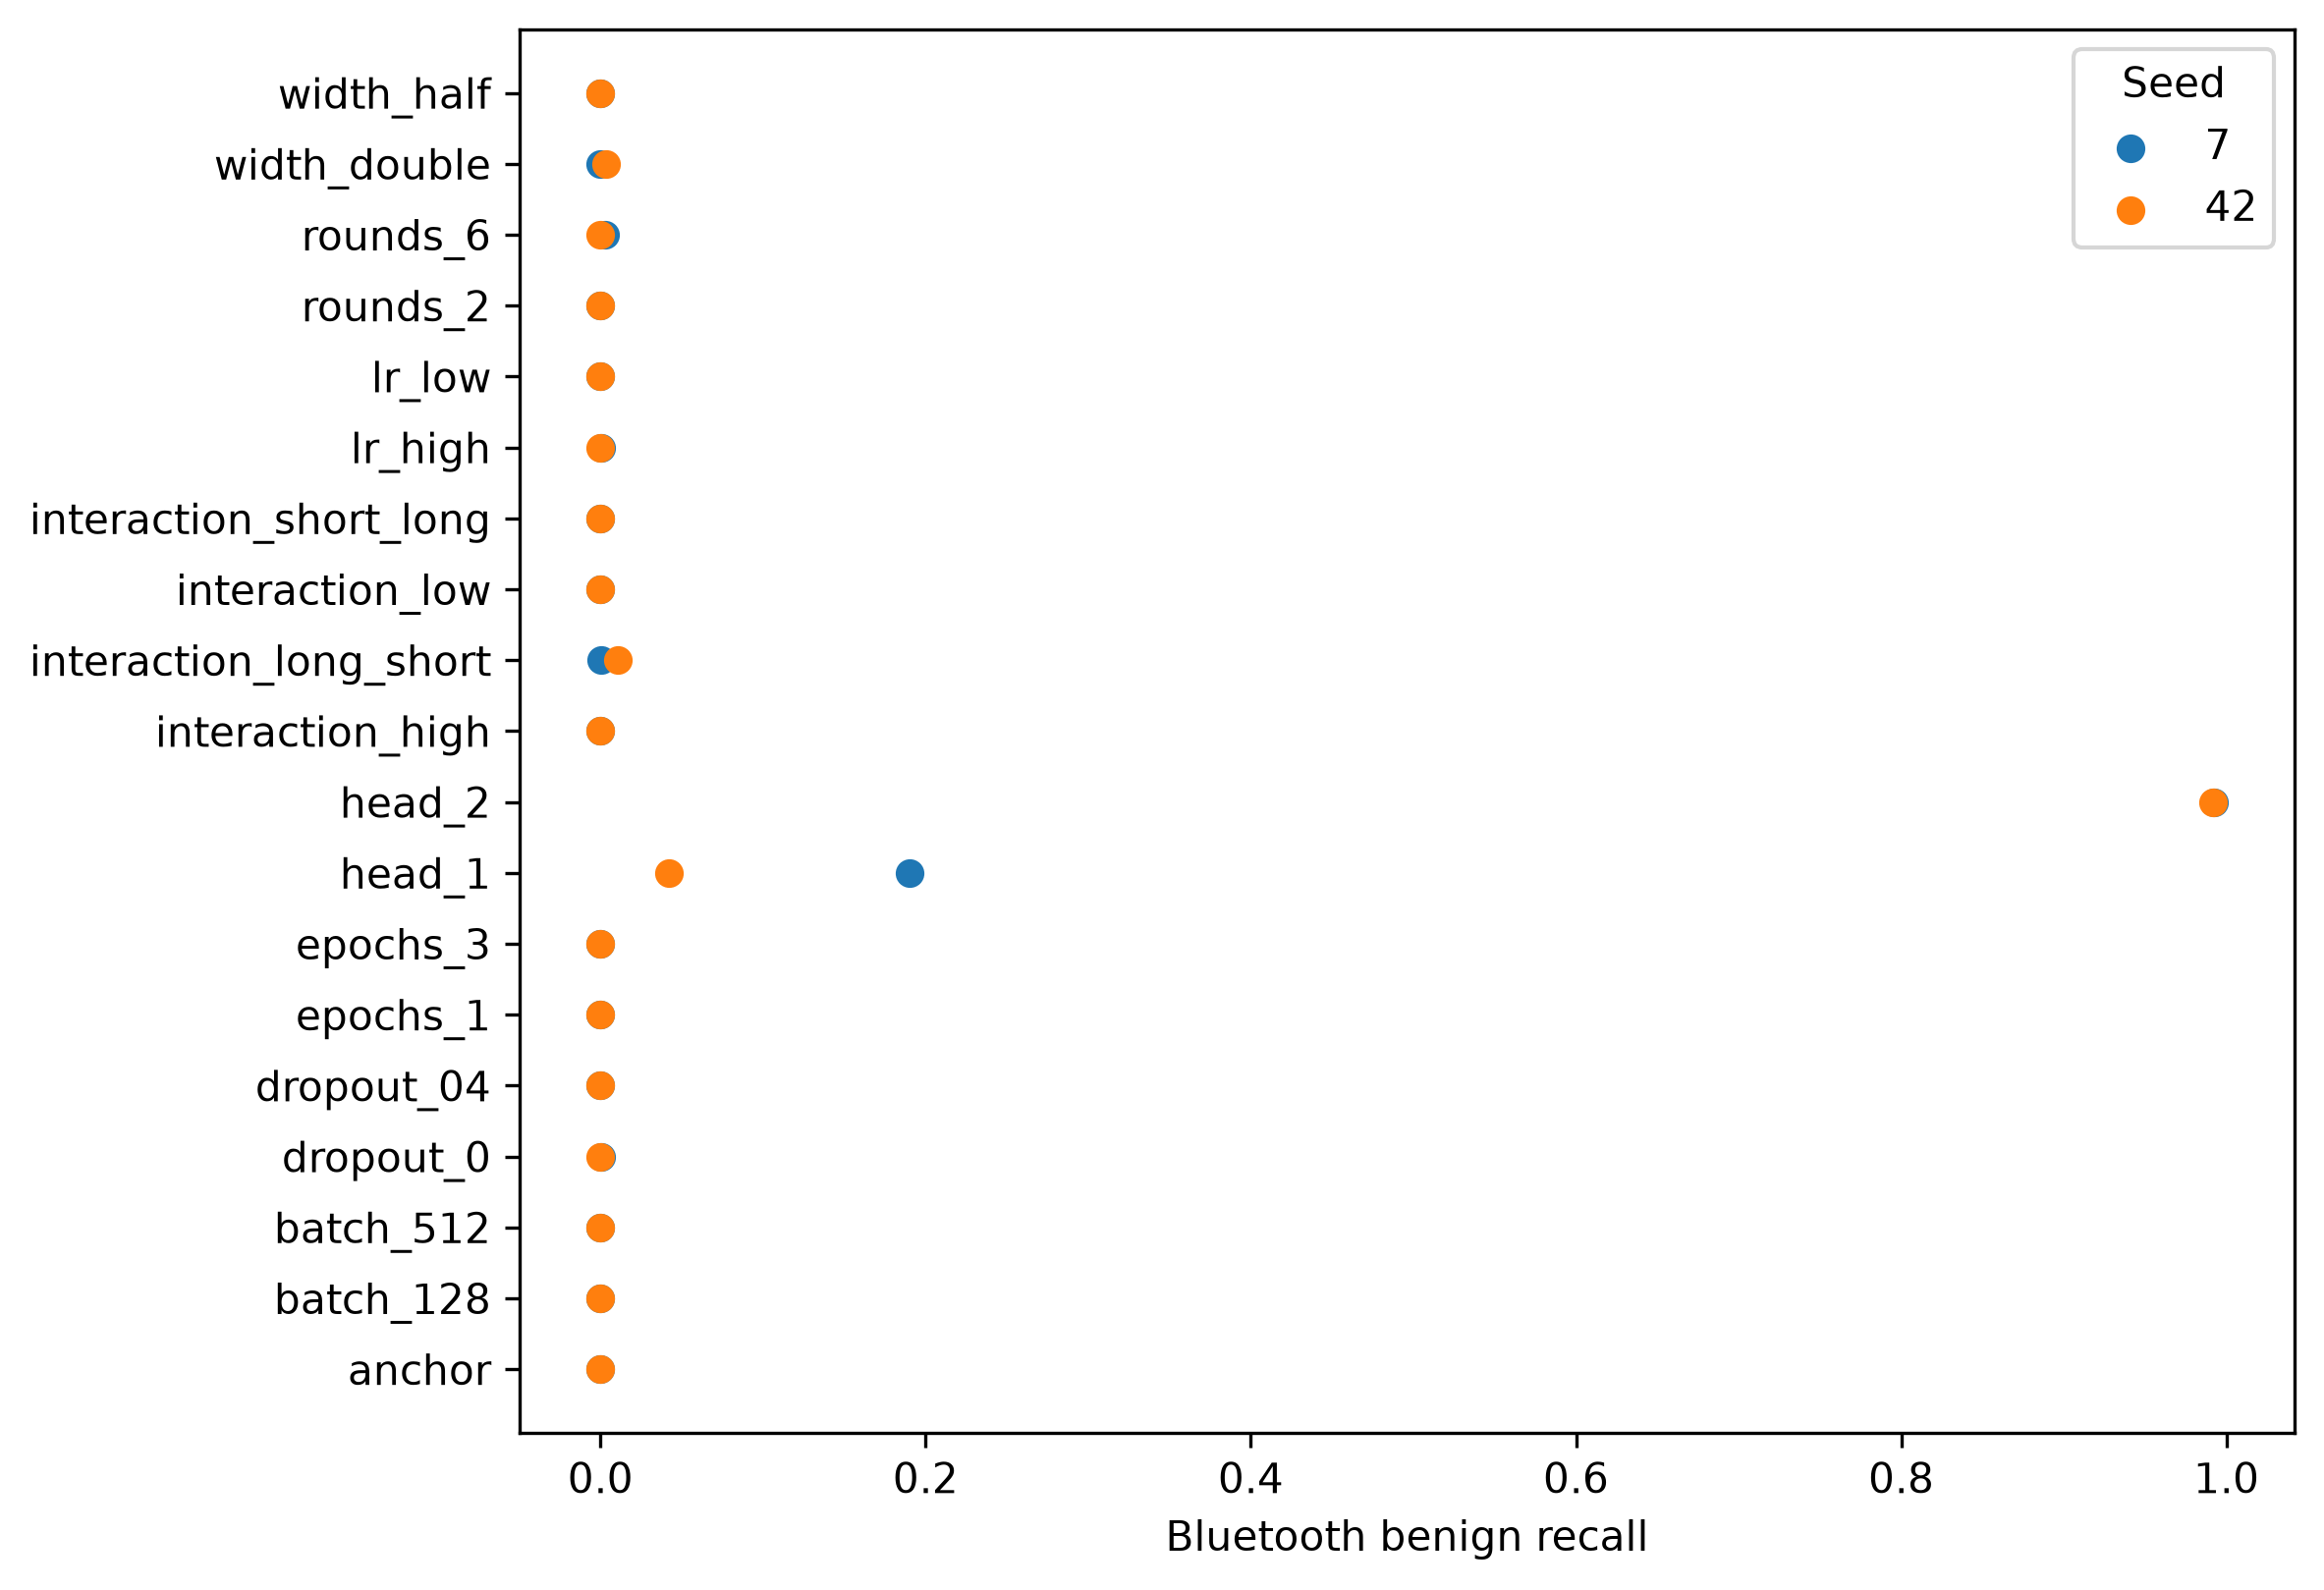 width_half
width_double
rounds_6
rounds_2
lr_low
lr_high
interaction_short_long
interaction_low
interaction_long_short
interaction_high
head_2
head_1
epochs_3
epochs_1
dropout_04
dropout_0
batch_512
batch_128
anchor
Seed
7
42
0.0 0.2 0.4 0.6 0.8 1.0
Bluetooth benign recall